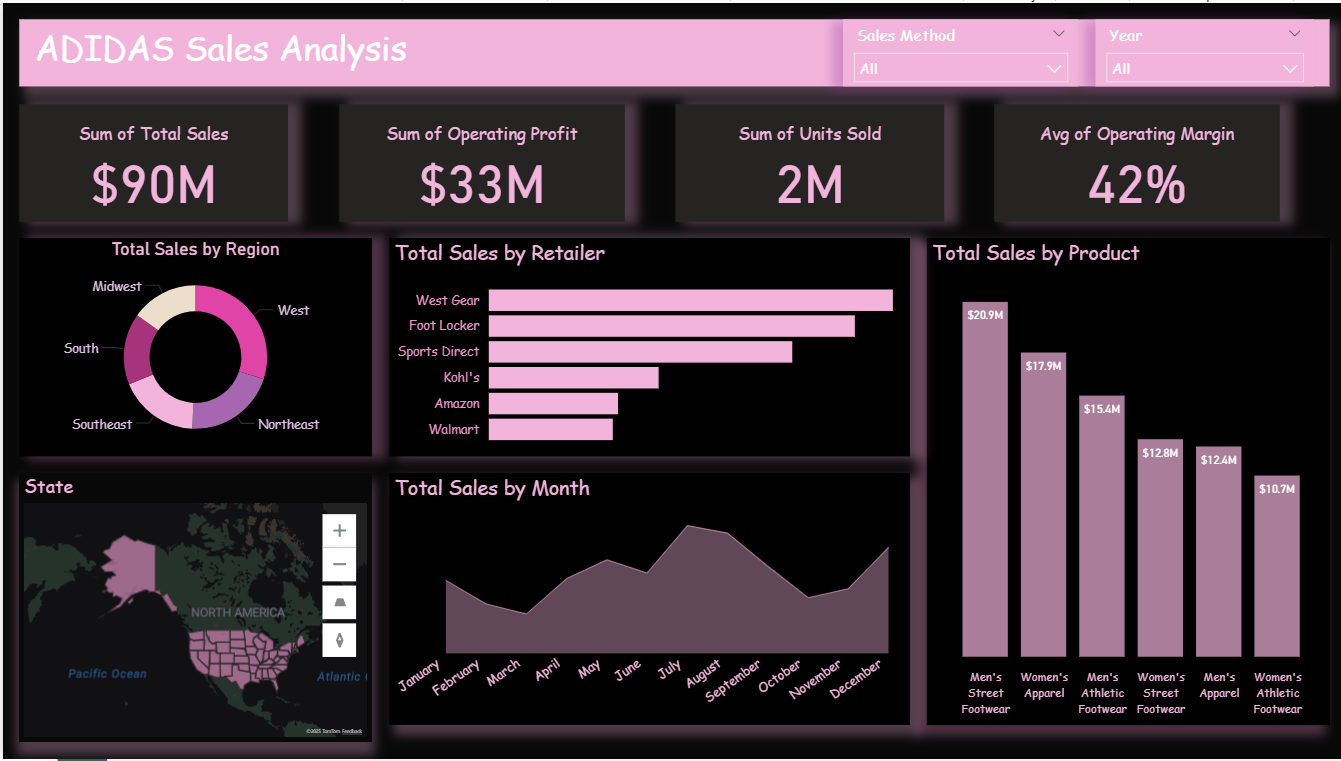 ADIDAS Sales Analysis
Sales Method
All
Year
All
Sum of Total Sales
$90M
Sum of Operating Profit
$33M
Sum of Units Sold
2M
Avg of Operating Margin
42%
Total Sales by Region
Midwest
West
South
Southeast
Northeast
Total Sales by Retailer
West Gear
Foot Locker
Sports Direct
Kohl's
Amazon
Walmart
Total Sales by Product
$20.9M
$17.9M
$15.4M
$12.8M
$12.4M
$10.7M
Men's
Street
Footwear
Women's
Apparel
Men's
Athletic
Footwear
Women's
Street
Footwear
Men's
Apparel
Women's
Athletic
Footwear
State
NORTH AMERICA
Pacific Ocean
Atlantic
©2025 TomTom Feedback
Total Sales by Month
January
February
March
April
May
June
July
August
September
October
November
December